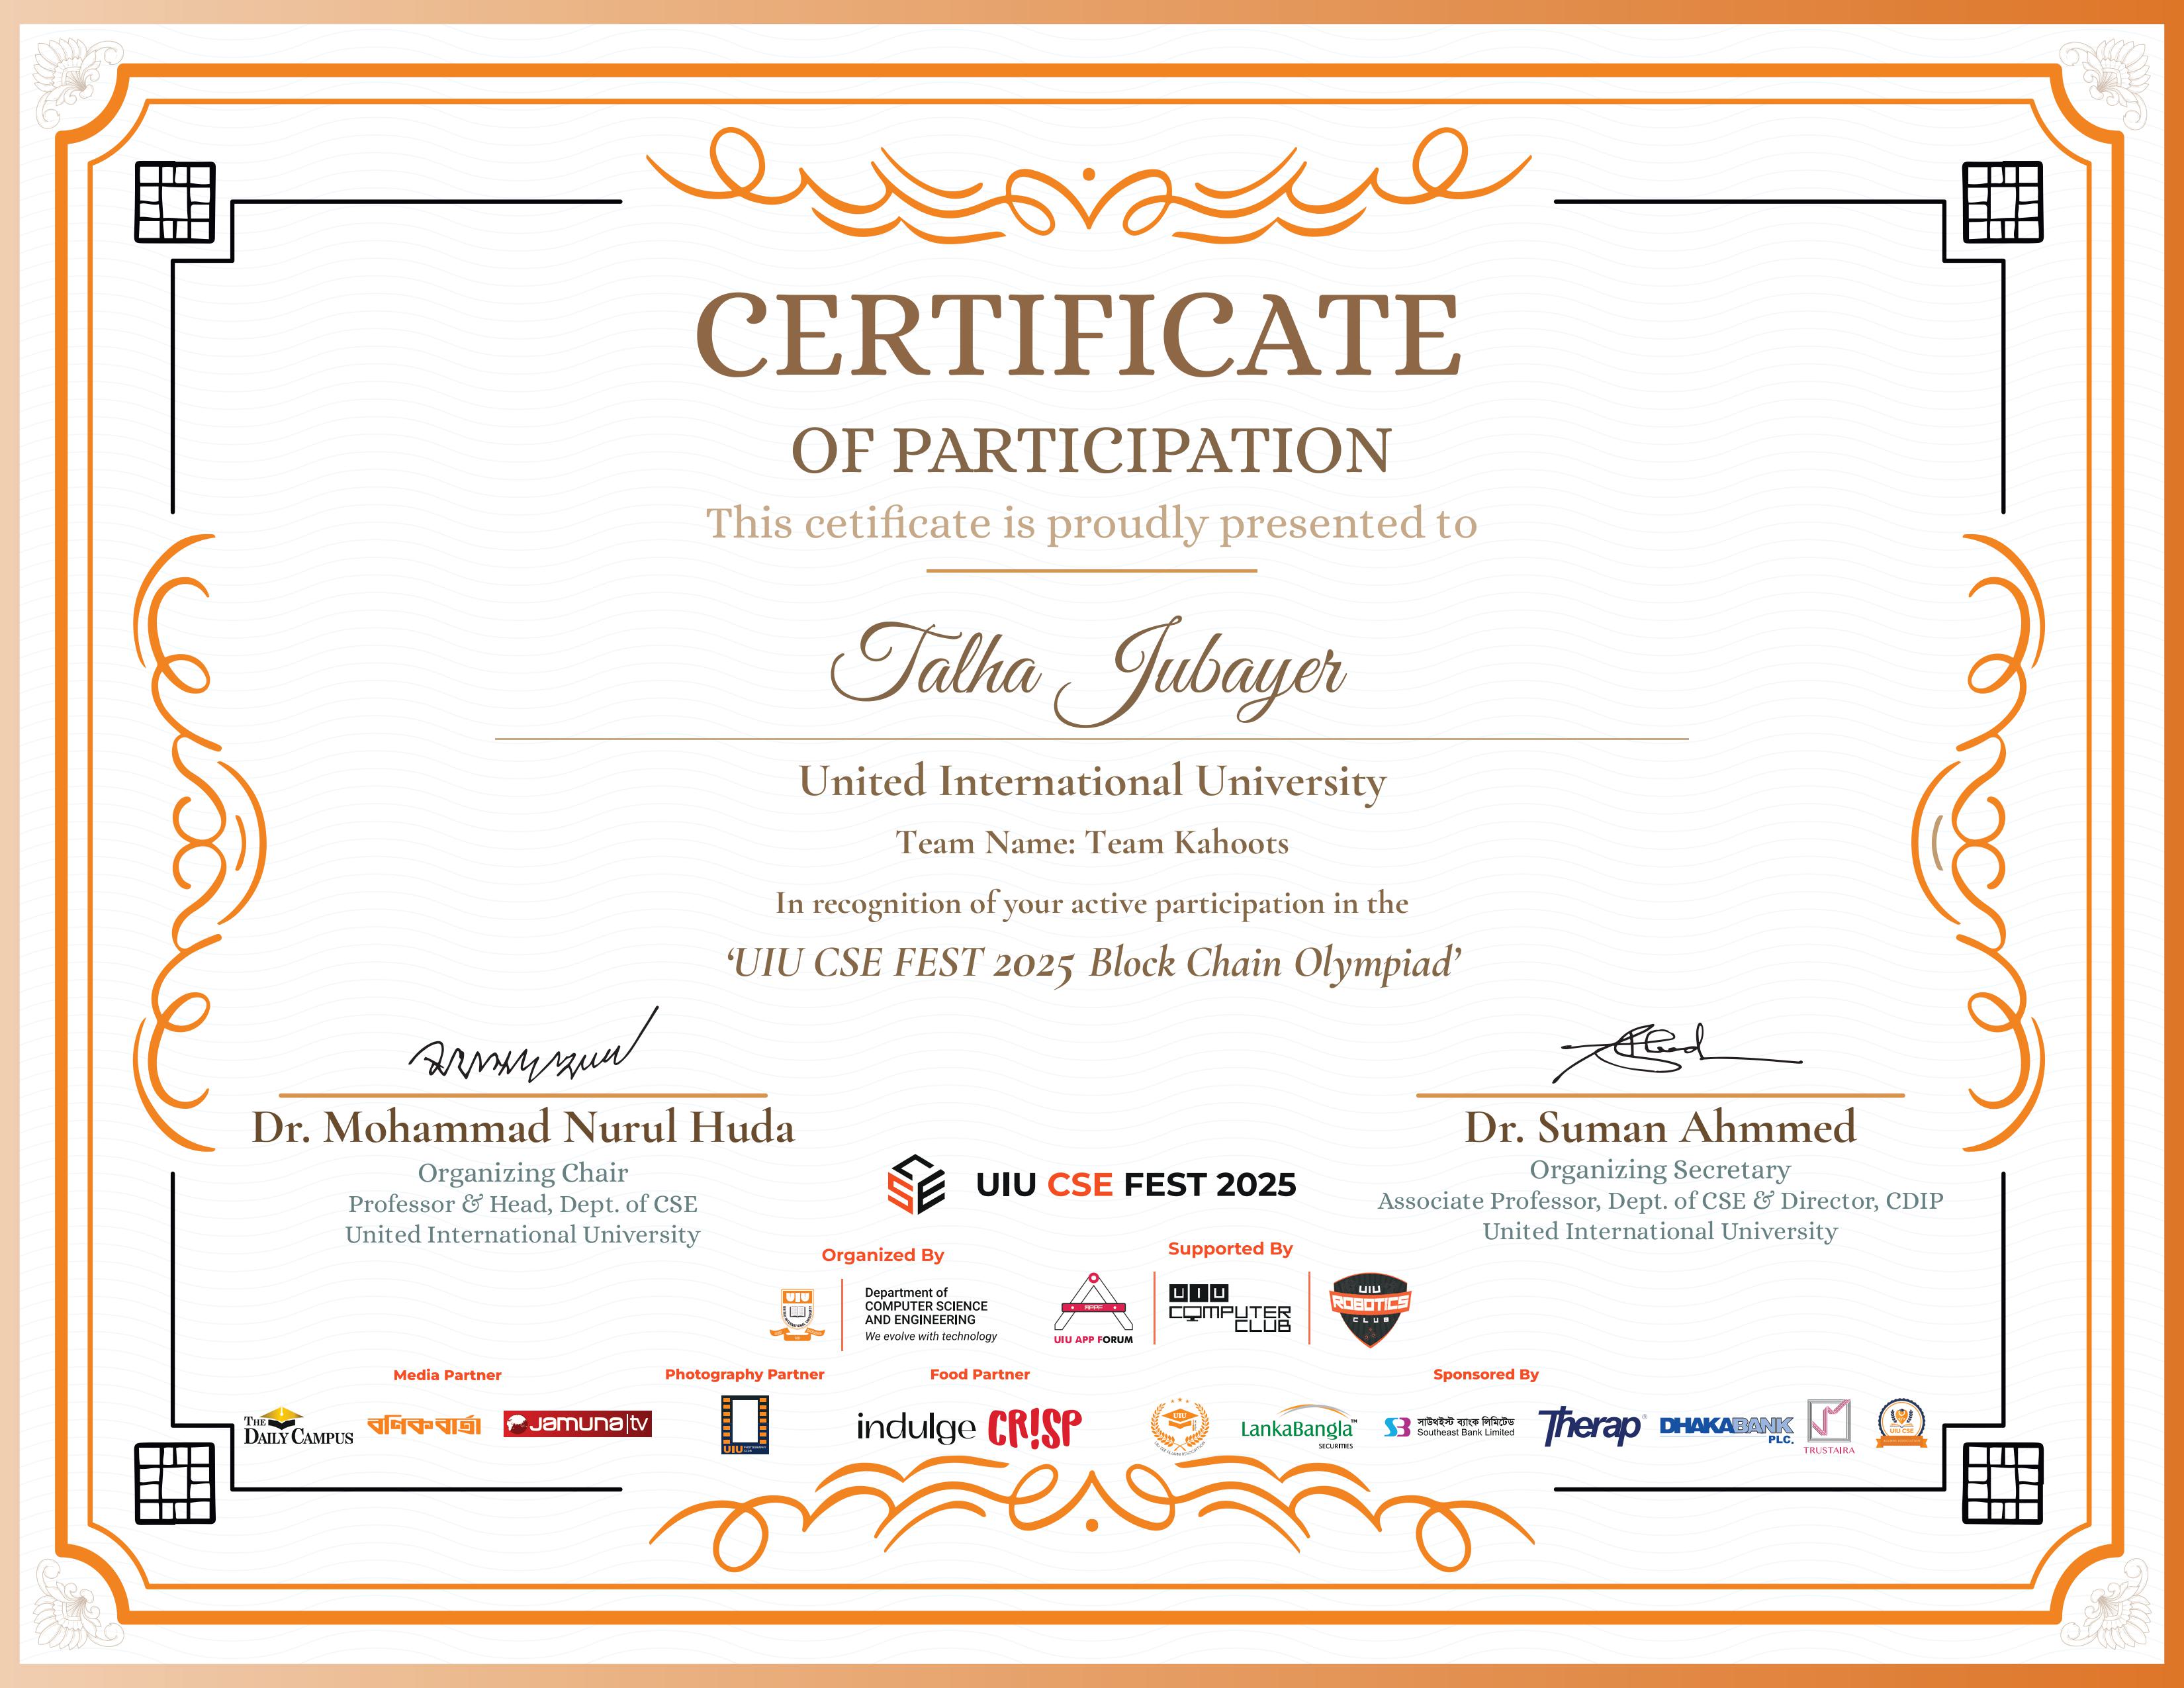 CERTIFICATE
OF PARTICIPATION
This cetificate is proudly presented to
Talha Jubayer
United International University
Team Name: Team Kahoots
In recognition of your active participation in the
‘UIU CSE FEST 2025 Block Chain Olympiad’
Dr. Mohammad Nurul Huda
Organizing Chair
Professor & Head, Dept. of CSE
United International University
Dr. Suman Ahmmed
Organizing Secretary
Associate Professor, Dept. of CSE & Director, CDIP
United International University
UIU CSE FEST 2025
Organized By
UIU
Department of
COMPUTER SCIENCE
AND ENGINEERING
We evolve with technology
Supported By
UIU APP FORUM
UIU
COMPUTER
CLUB
UIU
ROBOTICS
CLUB
Media Partner
THE
DAILY CAMPUS
বণিক বার্তা
Jamuna|tv
Photography Partner
UIU
Food Partner
indulge
CR!SP
Sponsored By
UIU
LankaBangla™
SECURITIES
সাউথইস্ট ব্যাংক লিমিটেড
Southeast Bank Limited
Therap
DHAKA BANK
PLC.
TRUSTAIRA
UIU CSE